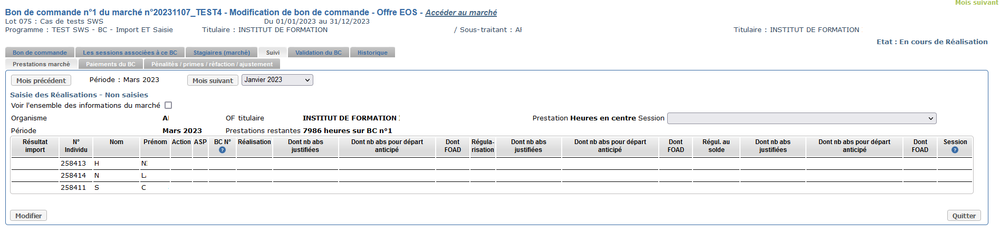 Mois suivant
Bon de commande n°1 du marché n°20231107_TEST4 - Modification de bon de commande - Offre EOS - Accéder au marché
Lot 075 : Cas de tests SWS Du 01/01/2023 au 31/12/2023
Programme : TEST SWS - BC - Import ET Saisie Titulaire : INSTITUT DE FORMATION / Sous-traitant : Titulaire : INSTITUT DE FORMATION
Etat : En cours de Réalisation
Bon de commande Les sessions associées à ce BC Stagiaires (marché) Suivi Validation du BC Historique
Prestations marché Paiements du BC Pénalités / primes / réfaction / ajustement
Mois précédent Période : Mars 2023 Mois suivant Janvier 2023
Saisie des Réalisations - Non saisies
Voir l'ensemble des informations du marché
Organisme A OF titulaire INSTITUT DE FORMATION Prestation Heures en centre Session
Période Mars 2023 Prestations restantes 7986 heures sur BC n°1
Résultat import N° Individu Nom Prénom Action ASP BC N° ? Réalisation Dont nb abs justifiées Dont nb abs pour départ anticipé Dont FOAD Régula-risation Dont nb abs justifiées Dont nb abs pour départ anticipé Dont FOAD Régul. au solde Dont nb abs justifiées Dont nb abs pour départ anticipé Dont FOAD Session ?
258413 H N
258414 N L
258411 S C
Modifier Quitter